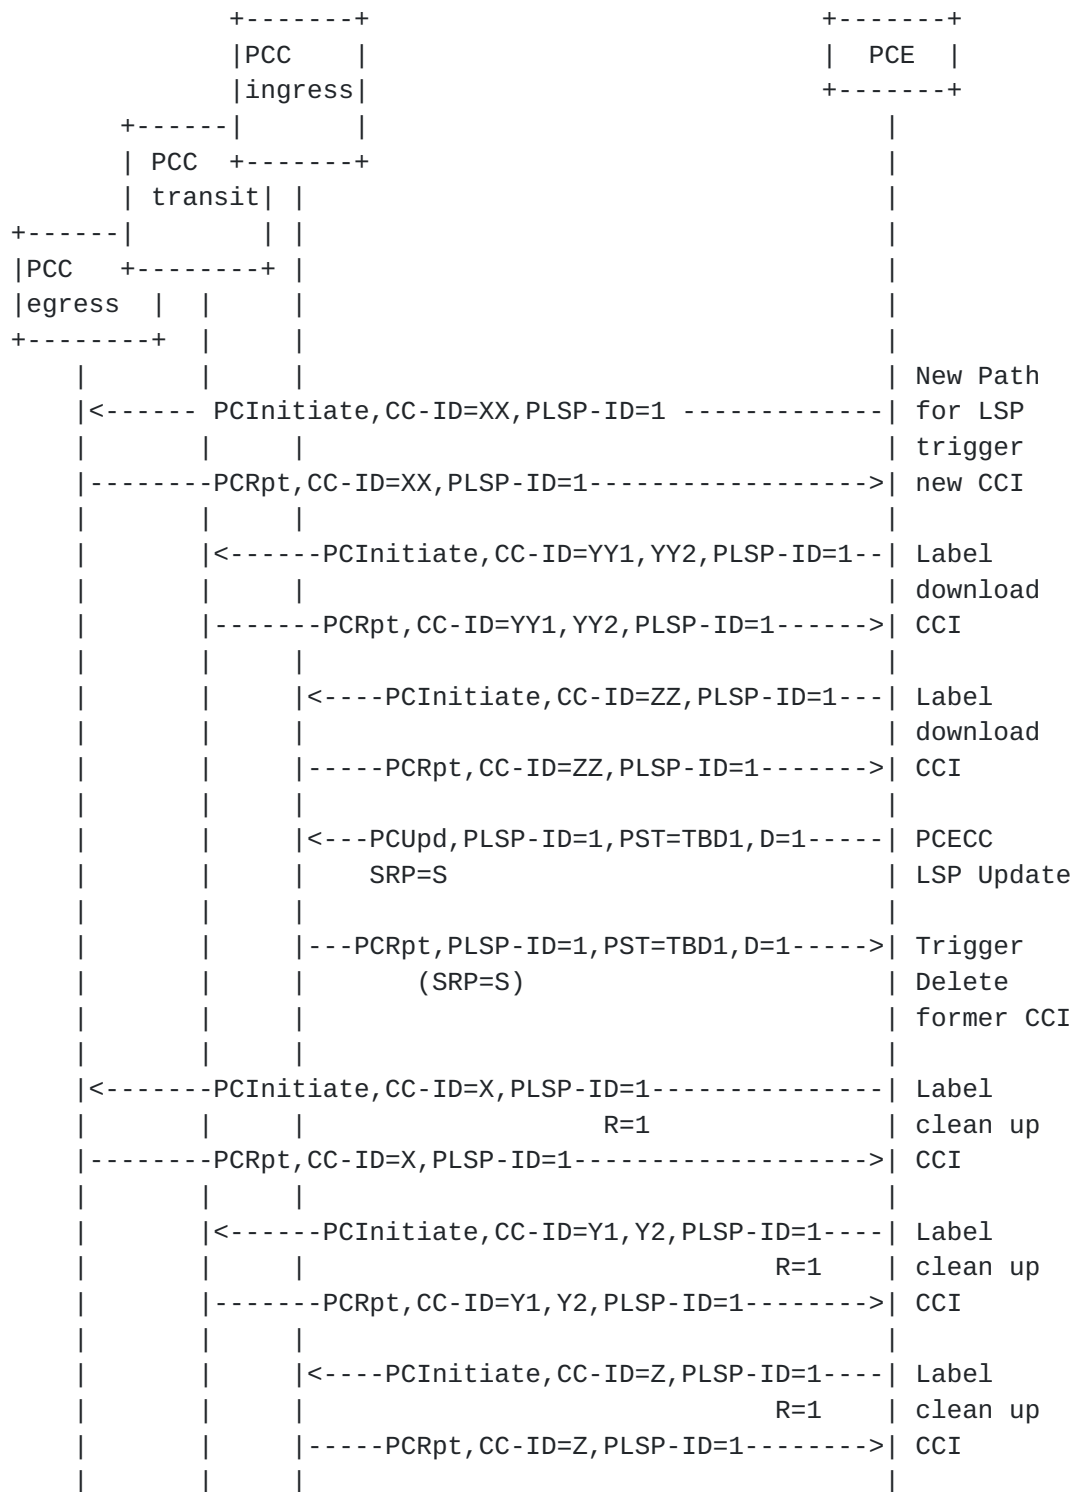 +-------+                             +-------+
              |PCC    |                             |  PCE  |
              |ingress|                             +-------+
       +------|       |                                 |
       | PCC  +-------+                                 |
       | transit| |                                     |
+------|        | |                                     |
|PCC   +--------+ |                                     |
|egress  |  |     |                                     |
+--------+  |     |                                     |
    |       |     |                                     | New Path
    |<------ PCInitiate,CC-ID=XX,PLSP-ID=1 -------------| for LSP
    |       |     |                                     | trigger
    |--------PCRpt,CC-ID=XX,PLSP-ID=1------------------>| new CCI
    |       |     |                                     |
    |       |<------PCInitiate,CC-ID=YY1,YY2,PLSP-ID=1--| Label
    |       |     |                                     | download
    |       |-------PCRpt,CC-ID=YY1,YY2,PLSP-ID=1------>| CCI
    |       |     |                                     |
    |       |     |<----PCInitiate,CC-ID=ZZ,PLSP-ID=1---| Label
    |       |     |                                     | download
    |       |     |-----PCRpt,CC-ID=ZZ,PLSP-ID=1------->| CCI
    |       |     |                                     |
    |       |     |<---PCUpd,PLSP-ID=1,PST=TBD1,D=1-----| PCECC
    |       |     |    SRP=S                            | LSP Update
    |       |     |                                     |
    |       |     |---PCRpt,PLSP-ID=1,PST=TBD1,D=1----->| Trigger
    |       |     |       (SRP=S)                       | Delete
    |       |     |                                     | former CCI
    |       |     |                                     |
    |<-------PCInitiate,CC-ID=X,PLSP-ID=1---------------| Label
    |       |     |                   R=1               | clean up
    |--------PCRpt,CC-ID=X,PLSP-ID=1------------------->| CCI
    |       |     |                                     |
    |       |<------PCInitiate,CC-ID=Y1,Y2,PLSP-ID=1----| Label
    |       |     |                              R=1    | clean up
    |       |-------PCRpt,CC-ID=Y1,Y2,PLSP-ID=1-------->| CCI
    |       |     |                                     |
    |       |     |<----PCInitiate,CC-ID=Z,PLSP-ID=1----| Label
    |       |     |                              R=1    | clean up
    |       |     |-----PCRpt,CC-ID=Z,PLSP-ID=1-------->| CCI
    |       |     |                                     |